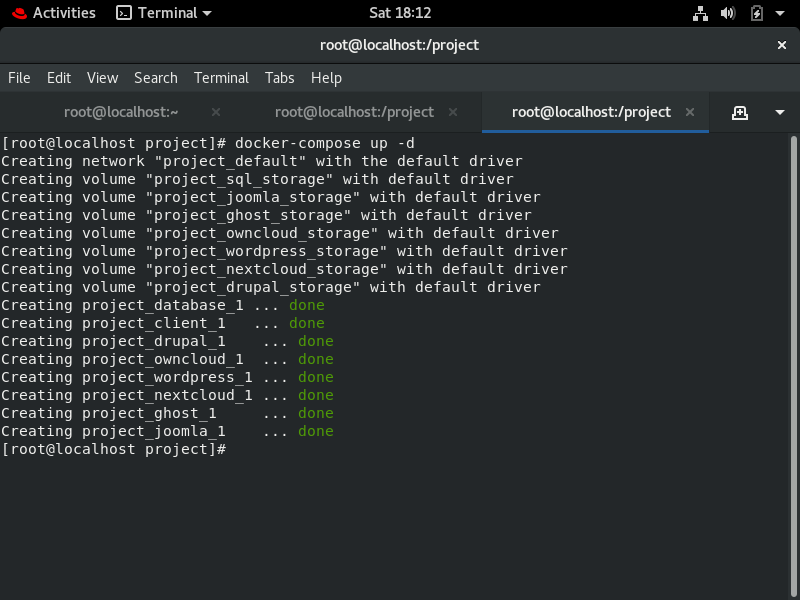 Activities Terminal Sat 18:12
root@localhost:/project
File Edit View Search Terminal Tabs Help
root@localhost:~ root@localhost:/project root@localhost:/project
[root@localhost project]# docker-compose up -d
Creating network "project_default" with the default driver
Creating volume "project_sql_storage" with default driver
Creating volume "project_joomla_storage" with default driver
Creating volume "project_ghost_storage" with default driver
Creating volume "project_owncloud_storage" with default driver
Creating volume "project_wordpress_storage" with default driver
Creating volume "project_nextcloud_storage" with default driver
Creating volume "project_drupal_storage" with default driver
Creating project_database_1 ... done
Creating project_client_1   ... done
Creating project_drupal_1    ... done
Creating project_owncloud_1  ... done
Creating project_wordpress_1 ... done
Creating project_nextcloud_1 ... done
Creating project_ghost_1     ... done
Creating project_joomla_1    ... done
[root@localhost project]#